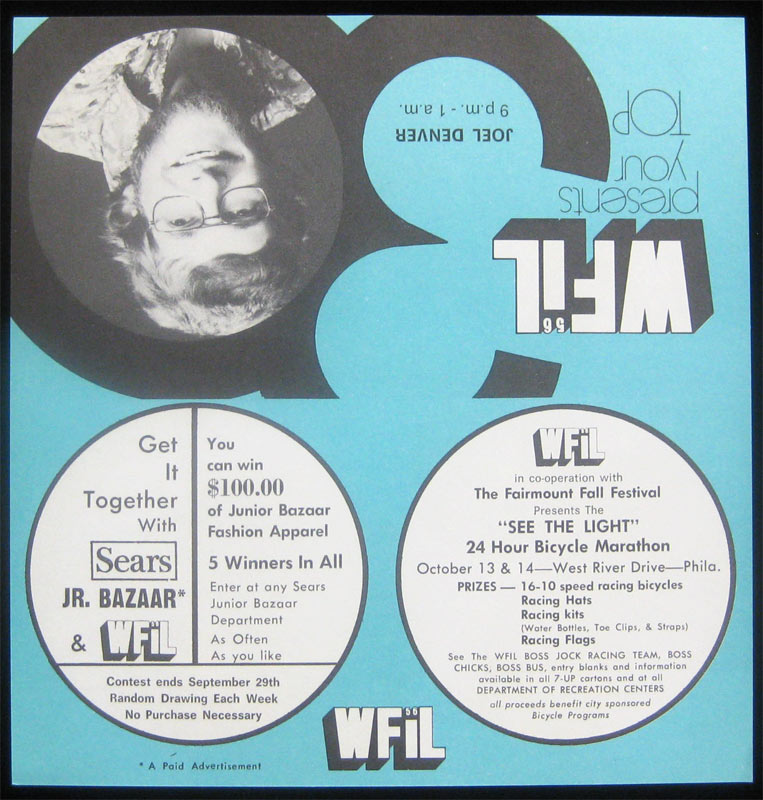 WFiL
56
presents
your
TOP
JOEL DENVER
9 p.m. - 1 a.m.
Get
It
Together
With
Sears
JR. BAZAAR*
& WFiL
You
can win
$100.00
of Junior Bazaar
Fashion Apparel
5 Winners In All
Enter at any Sears
Junior Bazaar
Department
As Often
As you like
Contest ends September 29th
Random Drawing Each Week
No Purchase Necessary
* A Paid Advertisement
WFiL
in co-operation with
The Fairmount Fall Festival
Presents The
"SEE THE LIGHT"
24 Hour Bicycle Marathon
October 13 & 14—West River Drive—Phila.
PRIZES — 16-10 speed racing bicycles
Racing Hats
Racing kits
(Water Bottles, Toe Clips, & Straps)
Racing Flags
See The WFIL BOSS JOCK RACING TEAM, BOSS
CHICKS, BOSS BUS, entry blanks and information
available in all 7-UP cartons and at all
DEPARTMENT OF RECREATION CENTERS
all proceeds benefit city sponsored
Bicycle Programs
56
WFiL